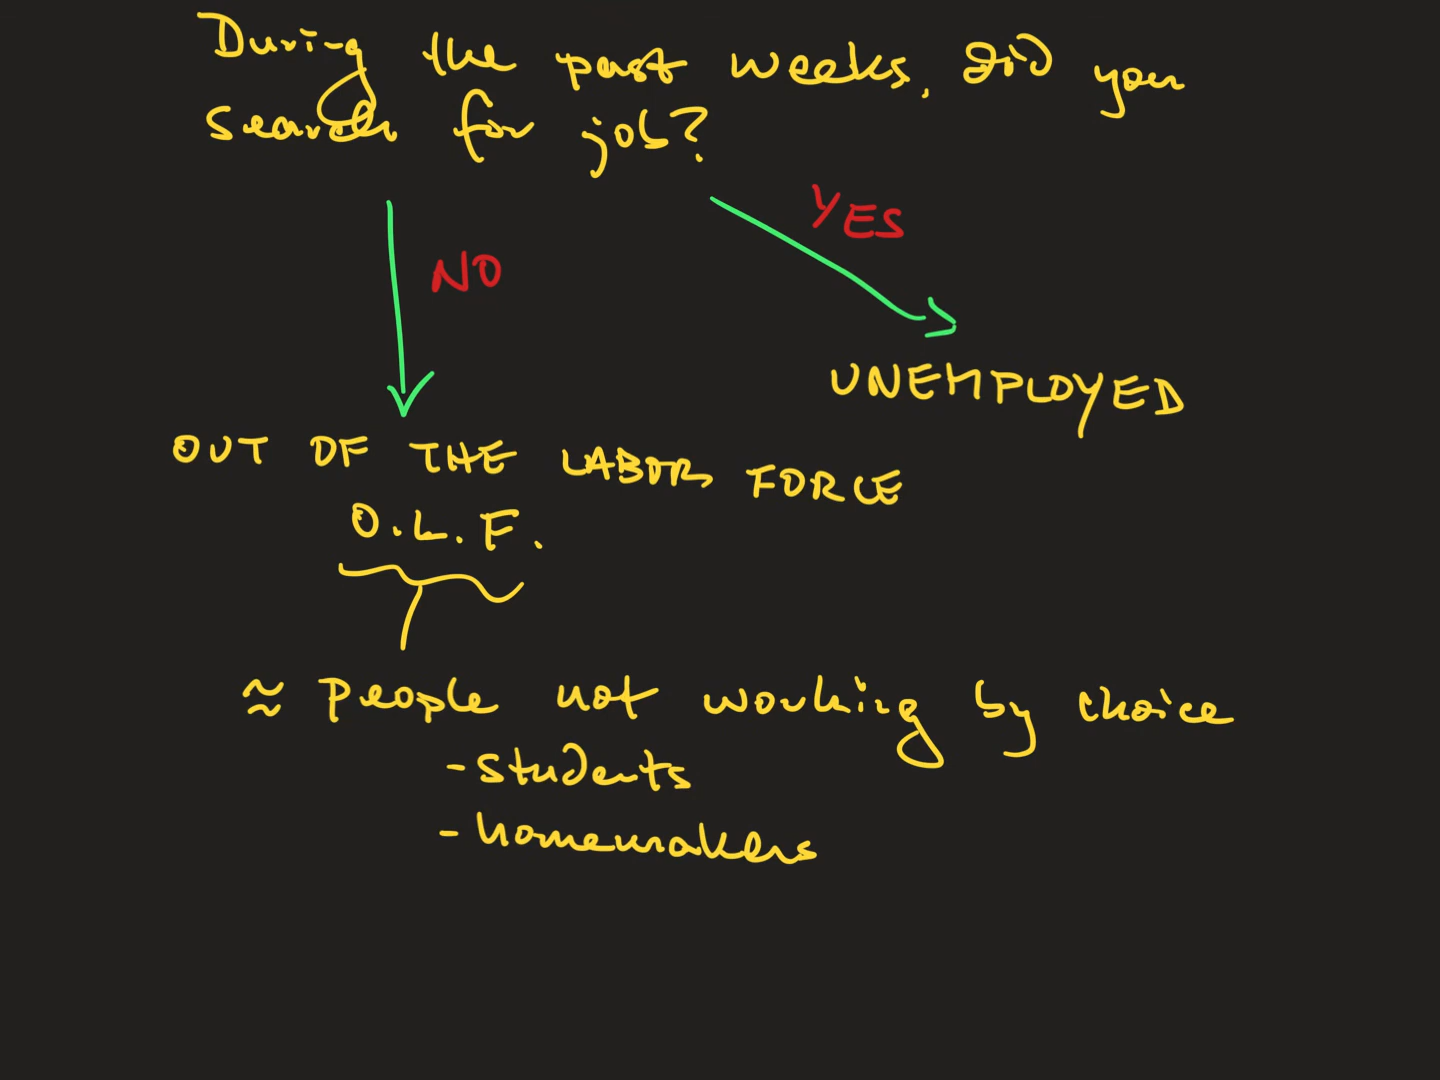 During the past weeks, did you
search for job?
YES
NO
UNEMPLOYED
OUT OF THE LABOR FORCE
O.L.F.
≈ people not working by choice
- students
- homemakers